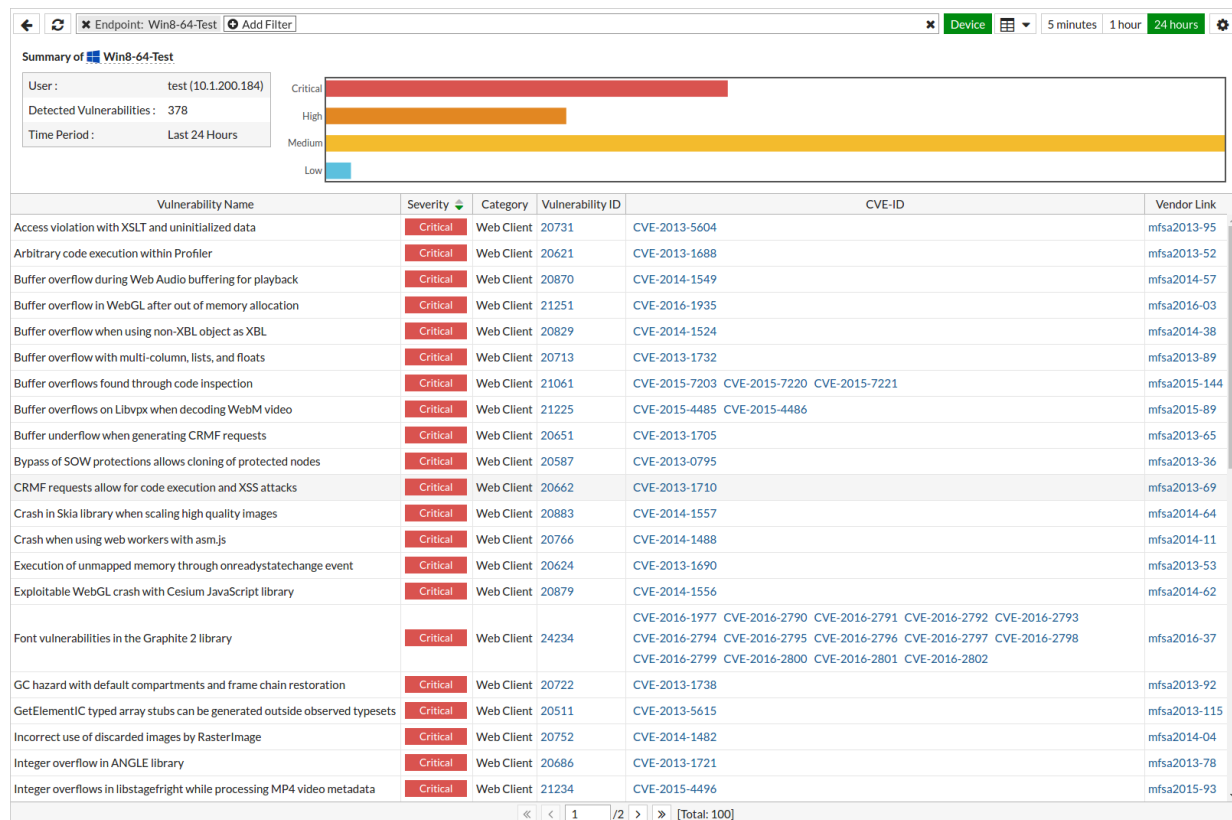 Endpoint: Win8-64-Test Add Filter Device 5 minutes 1 hour 24 hours
Summary of Win8-64-Test
User : test (10.1.200.184)
Detected Vulnerabilities : 378
Time Period : Last 24 Hours
Critical
High
Medium
Low
Vulnerability Name Severity Category Vulnerability ID CVE-ID Vendor Link
Access violation with XSLT and uninitialized data Critical Web Client 20731 CVE-2013-5604 mfsa2013-95
Arbitrary code execution within Profiler Critical Web Client 20621 CVE-2013-1688 mfsa2013-52
Buffer overflow during Web Audio buffering for playback Critical Web Client 20870 CVE-2014-1549 mfsa2014-57
Buffer overflow in WebGL after out of memory allocation Critical Web Client 21251 CVE-2016-1935 mfsa2016-03
Buffer overflow when using non-XBL object as XBL Critical Web Client 20829 CVE-2014-1524 mfsa2014-38
Buffer overflow with multi-column, lists, and floats Critical Web Client 20713 CVE-2013-1732 mfsa2013-89
Buffer overflows found through code inspection Critical Web Client 21061 CVE-2015-7203 CVE-2015-7220 CVE-2015-7221 mfsa2015-144
Buffer overflows on Libvpx when decoding WebM video Critical Web Client 21225 CVE-2015-4485 CVE-2015-4486 mfsa2015-89
Buffer underflow when generating CRMF requests Critical Web Client 20651 CVE-2013-1705 mfsa2013-65
Bypass of SOW protections allows cloning of protected nodes Critical Web Client 20587 CVE-2013-0795 mfsa2013-36
CRMF requests allow for code execution and XSS attacks Critical Web Client 20662 CVE-2013-1710 mfsa2013-69
Crash in Skia library when scaling high quality images Critical Web Client 20883 CVE-2014-1557 mfsa2014-64
Crash when using web workers with asm.js Critical Web Client 20766 CVE-2014-1488 mfsa2014-11
Execution of unmapped memory through onreadystatechange event Critical Web Client 20624 CVE-2013-1690 mfsa2013-53
Exploitable WebGL crash with Cesium JavaScript library Critical Web Client 20879 CVE-2014-1556 mfsa2014-62
CVE-2016-1977 CVE-2016-2790 CVE-2016-2791 CVE-2016-2792 CVE-2016-2793
Font vulnerabilities in the Graphite 2 library Critical Web Client 24234 CVE-2016-2794 CVE-2016-2795 CVE-2016-2796 CVE-2016-2797 CVE-2016-2798 mfsa2016-37
CVE-2016-2799 CVE-2016-2800 CVE-2016-2801 CVE-2016-2802
GC hazard with default compartments and frame chain restoration Critical Web Client 20722 CVE-2013-1738 mfsa2013-92
GetElementIC typed array stubs can be generated outside observed typesets Critical Web Client 20511 CVE-2013-5615 mfsa2013-115
Incorrect use of discarded images by RasterImage Critical Web Client 20752 CVE-2014-1482 mfsa2014-04
Integer overflow in ANGLE library Critical Web Client 20686 CVE-2013-1721 mfsa2013-78
Integer overflows in libstagefright while processing MP4 video metadata Critical Web Client 21234 CVE-2015-4496 mfsa2015-93
1 /2 [Total: 100]